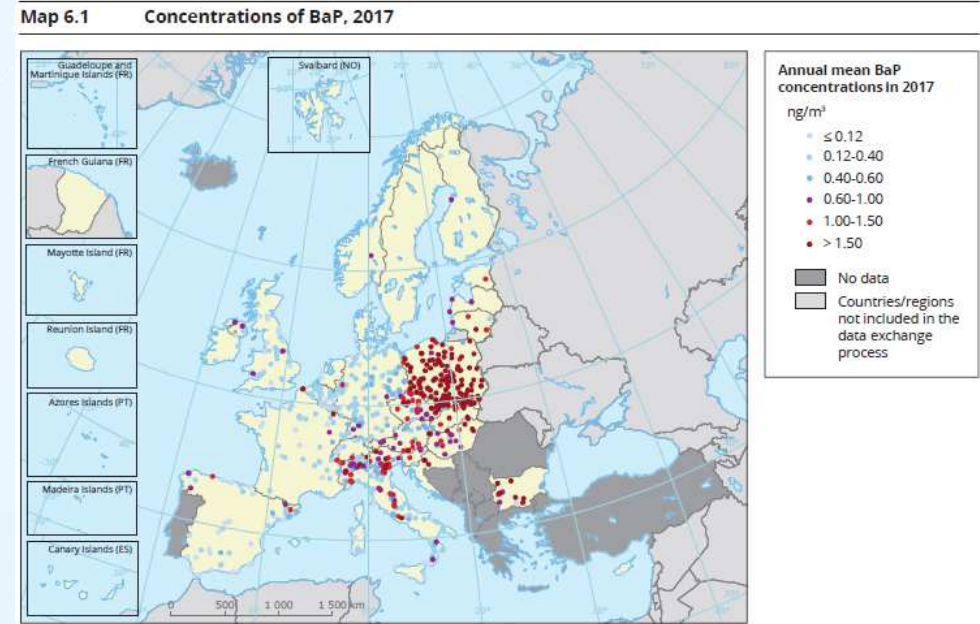 Map 6.1 Concentrations of BaP, 2017
Guadeloupe and
Martinique Islands (FR)
Svalbard (NO)
French Guiana (FR)
Mayotte Island (FR)
Reunion Island (FR)
Azores Islands (PT)
Madeira Islands (PT)
Canary Islands (ES)
0 500 1 000 1 500 km
Annual mean BaP
concentrations in 2017
ng/m³
≤ 0.12
0.12-0.40
0.40-0.60
0.60-1.00
1.00-1.50
> 1.50
No data
Countries/regions
not included in the
data exchange
process